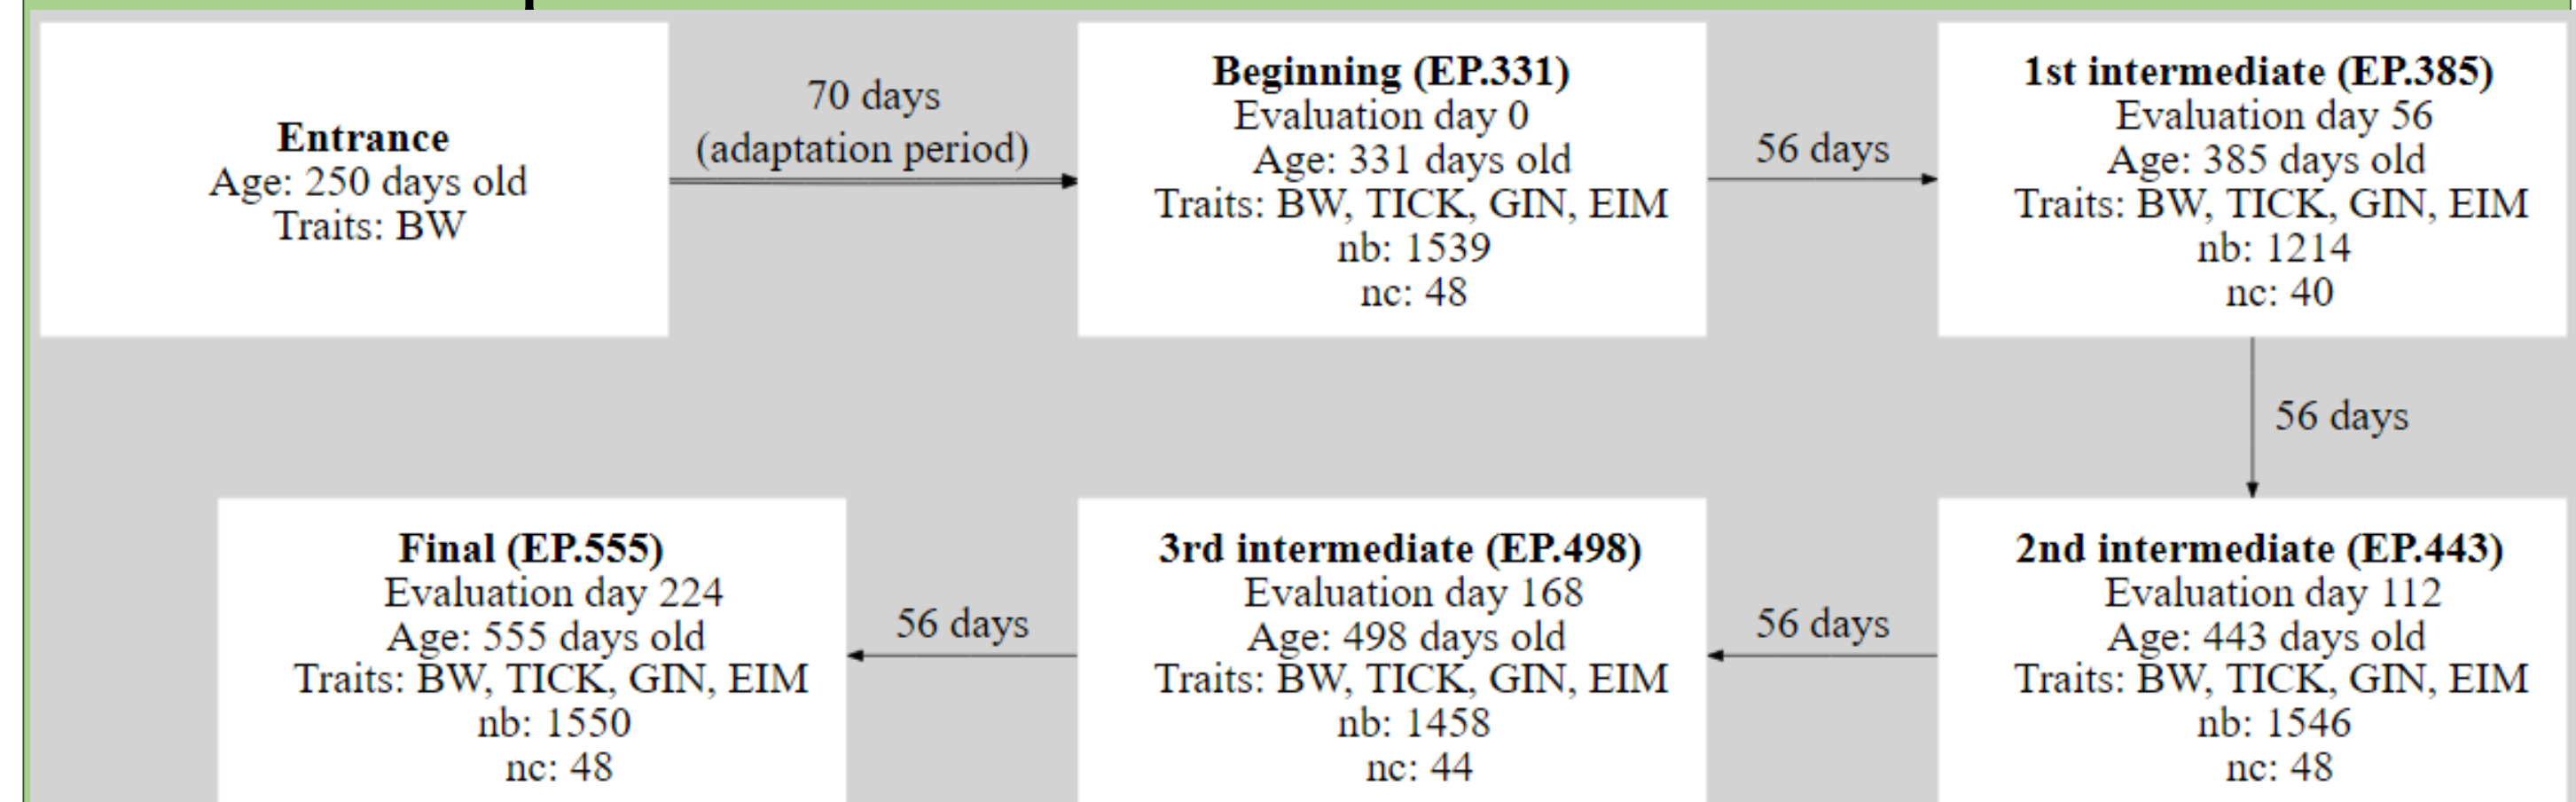 Entrance
Age: 250 days old
Traits: BW
70 days
(adaptation period)
Beginning (EP.331)
Evaluation day 0
Age: 331 days old
Traits: BW, TICK, GIN, EIM
nb: 1539
nc: 48
56 days
1st intermediate (EP.385)
Evaluation day 56
Age: 385 days old
Traits: BW, TICK, GIN, EIM
nb: 1214
nc: 40
56 days
2nd intermediate (EP.443)
Evaluation day 112
Age: 443 days old
Traits: BW, TICK, GIN, EIM
nb: 1546
nc: 48
56 days
3rd intermediate (EP.498)
Evaluation day 168
Age: 498 days old
Traits: BW, TICK, GIN, EIM
nb: 1458
nc: 44
56 days
Final (EP.555)
Evaluation day 224
Age: 555 days old
Traits: BW, TICK, GIN, EIM
nb: 1550
nc: 48